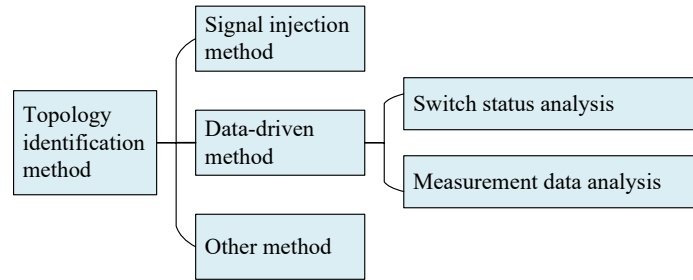 Signal injection
method
Topology
identification
method
Data-driven
method
Switch status analysis
Measurement data analysis
Other method